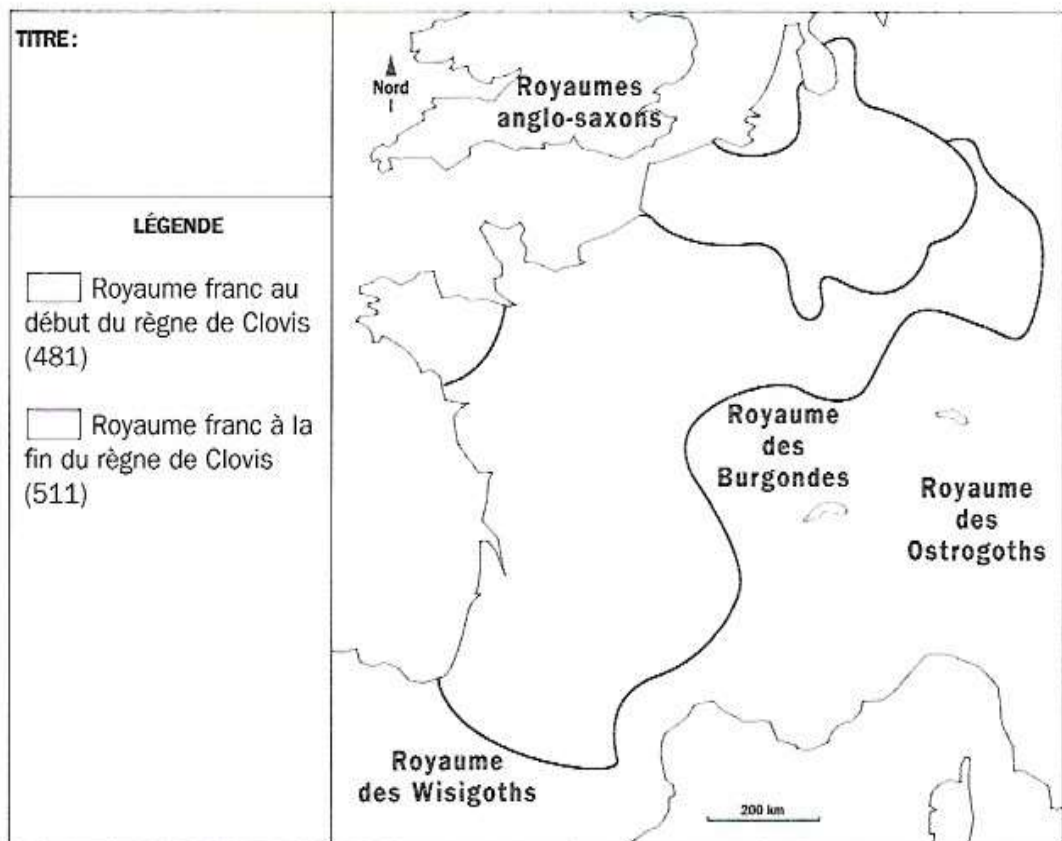 TITRE:
LÉGENDE
Royaume franc au
début du règne de Clovis
(481)
Royaume franc à la
fin du règne de Clovis
(511)
Nord
Royaumes
anglo-saxons
Royaume
des
Burgondes
Royaume
des
Ostrogoths
Royaume
des Wisigoths
200 km